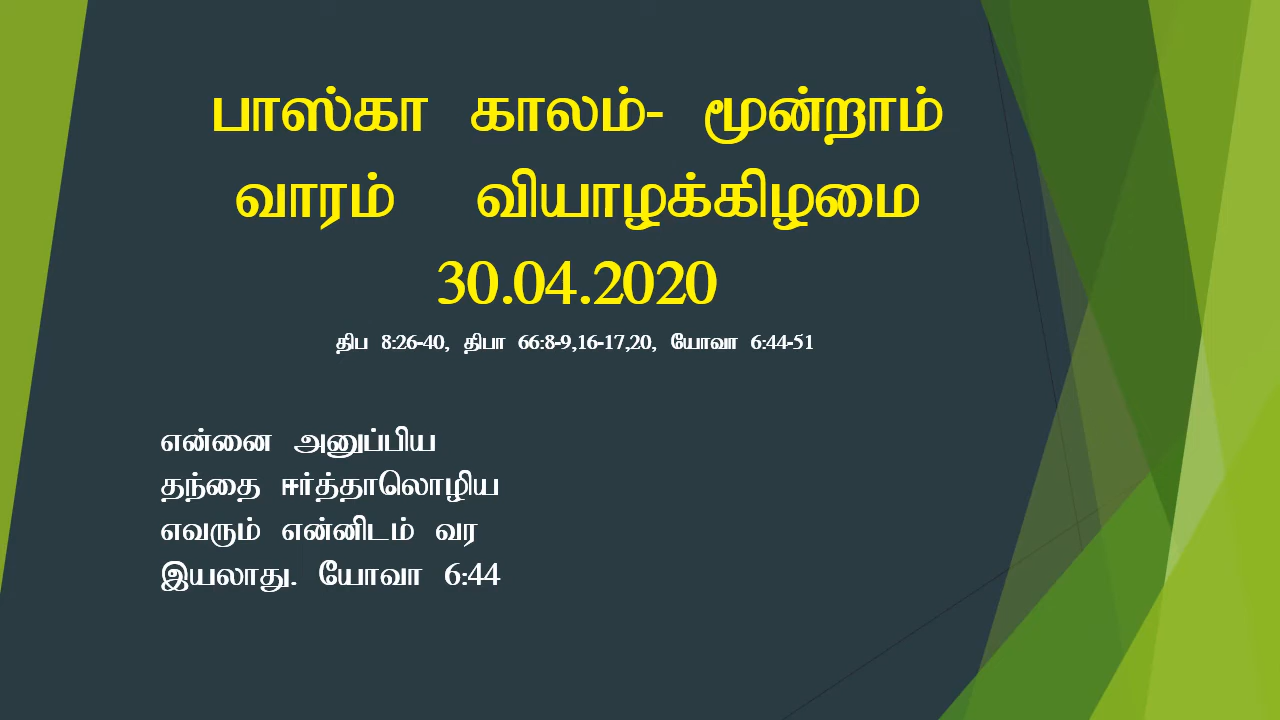 பாஸ்கா காலம்- மூன்றாம்
வாரம் வியாழக்கிழமை
30.04.2020
திப 8:26-40, திபா 66:8-9,16-17,20, யோவா 6:44-51
என்னை அனுப்பிய
தந்தை ஈர்த்தாலொழிய
எவரும் என்னிடம் வர
இயலாது. யோவா 6:44